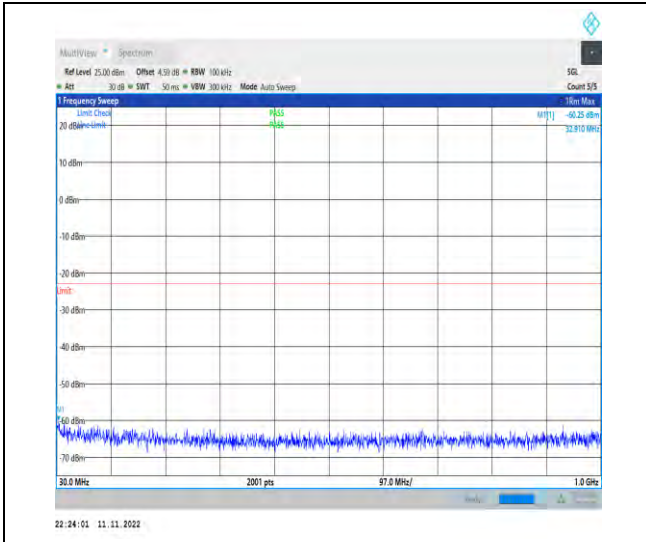 MultiView Spectrum
Ref Level 25.00 dBm Offset 4.50 dB RBW 100 kHz SGL
Att 30 dB SWT 50 ms VBW 300 kHz Mode Auto Sweep Count 5/5
1 Frequency Sweep 1Rm Max
Limit Check PASS M1[1] -60.25 dBm
20 dBm Line Limit PASS 32.910 MHz
10 dBm
0 dBm
-10 dBm
-20 dBm
Limit
-30 dBm
-40 dBm
-50 dBm
M1
-60 dBm
-70 dBm
30.0 MHz 2001 pts 97.0 MHz/ 1.0 GHz
22:24:01 11.11.2022